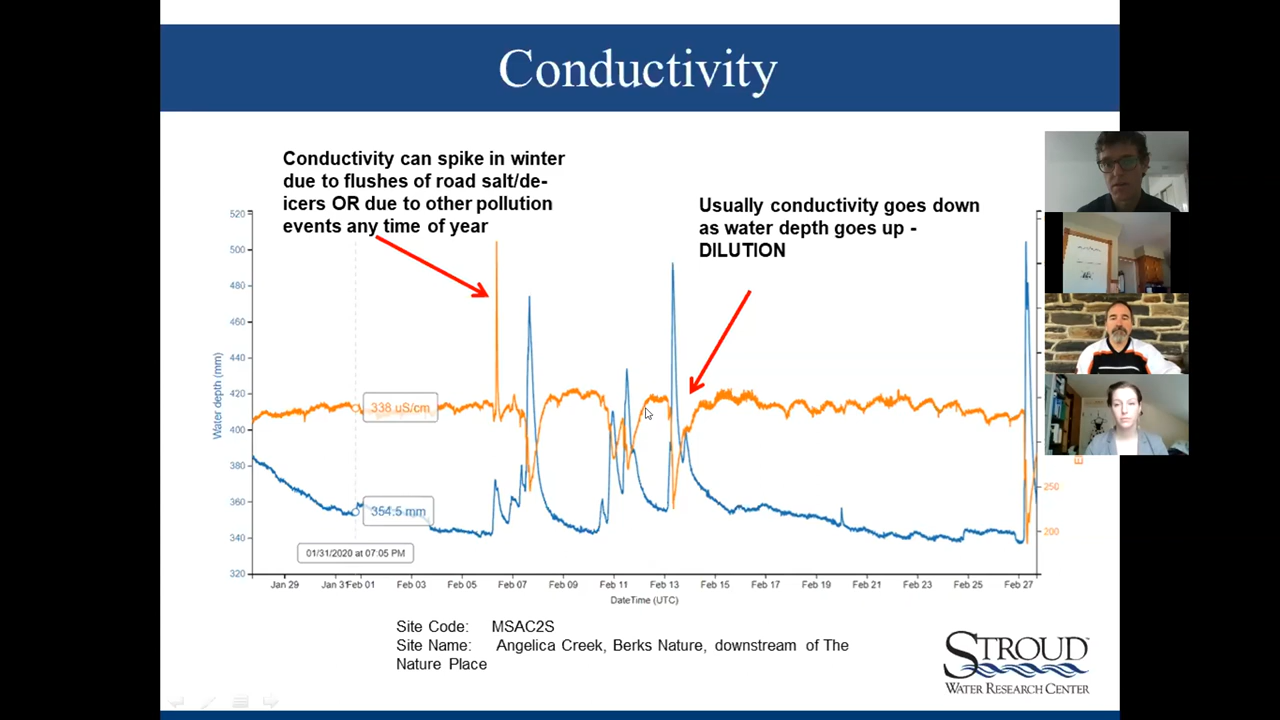 Conductivity
Conductivity can spike in winter
due to flushes of road salt/de-
icers OR due to other pollution
events any time of year
Usually conductivity goes down
as water depth goes up -
DILUTION
520
500
480
460
440
420
400
380
360
340
320
Water depth (mm)
338 uS/cm
354.5 mm
01/31/2020 at 07:05 PM
250
200
Jan 29
Jan 31
Feb 01
Feb 03
Feb 05
Feb 07
Feb 09
Feb 11
Feb 13
Feb 15
Feb 17
Feb 19
Feb 21
Feb 23
Feb 25
Feb 27
DateTime (UTC)
Site Code: MSAC2S
Site Name: Angelica Creek, Berks Nature, downstream of The
Nature Place
STROUD
WATER RESEARCH CENTER